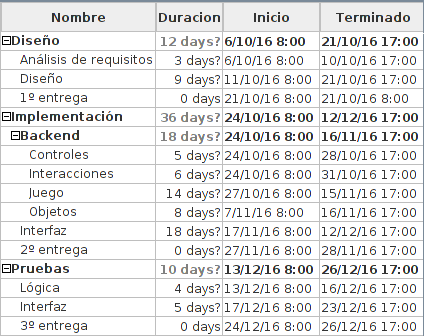 Nombre Duracion Inicio Terminado
Diseño 12 days? 6/10/16 8:00 21/10/16 17:00
Análisis de requisitos 3 days? 6/10/16 8:00 10/10/16 17:00
Diseño 9 days? 11/10/16 8:00 21/10/16 17:00
1º entrega 0 days 21/10/16 8:00 21/10/16 8:00
Implementación 36 days? 24/10/16 8:00 12/12/16 17:00
Backend 18 days? 24/10/16 8:00 16/11/16 17:00
Controles 5 days? 24/10/16 8:00 28/10/16 17:00
Interacciones 6 days? 24/10/16 8:00 31/10/16 17:00
Juego 14 days? 27/10/16 8:00 15/11/16 17:00
Objetos 8 days? 7/11/16 8:00 16/11/16 17:00
Interfaz 18 days? 17/11/16 8:00 12/12/16 17:00
2º entrega 0 days? 27/11/16 8:00 28/11/16 17:00
Pruebas 10 days? 13/12/16 8:00 26/12/16 17:00
Lógica 4 days? 13/12/16 8:00 16/12/16 17:00
Interfaz 5 days? 17/12/16 8:00 23/12/16 17:00
3º entrega 0 days 24/12/16 8:00 26/12/16 17:00